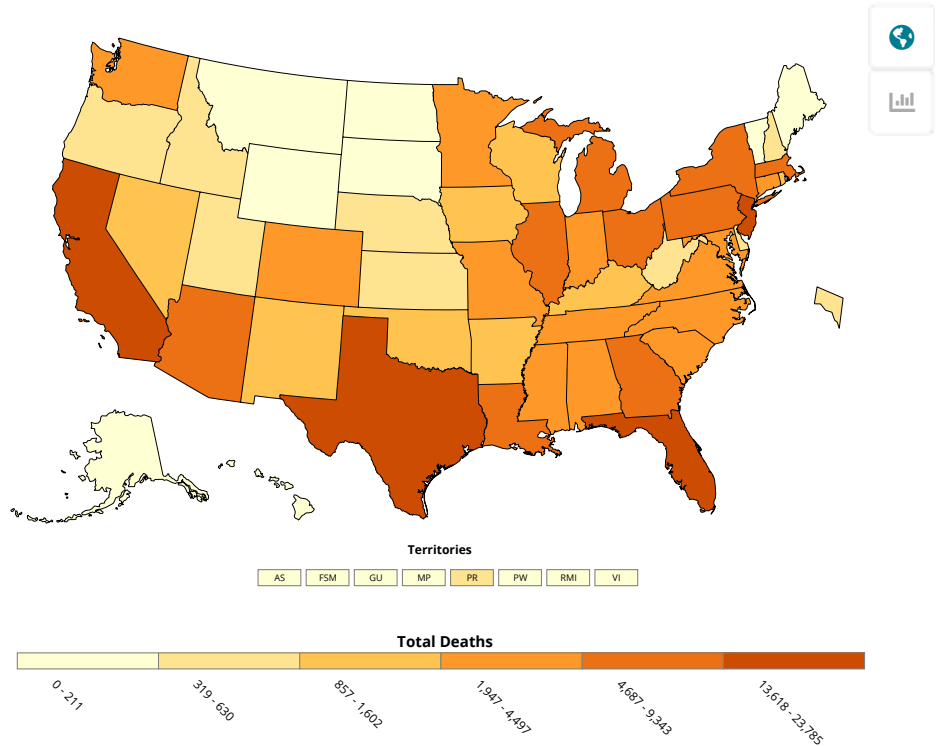 Territories
AS FSM GU MP PR PW RMI VI
Total Deaths
0 - 211 319 - 630 857 - 1,602 1,947 - 4,497 4,687 - 9,343 13,618 - 23,785